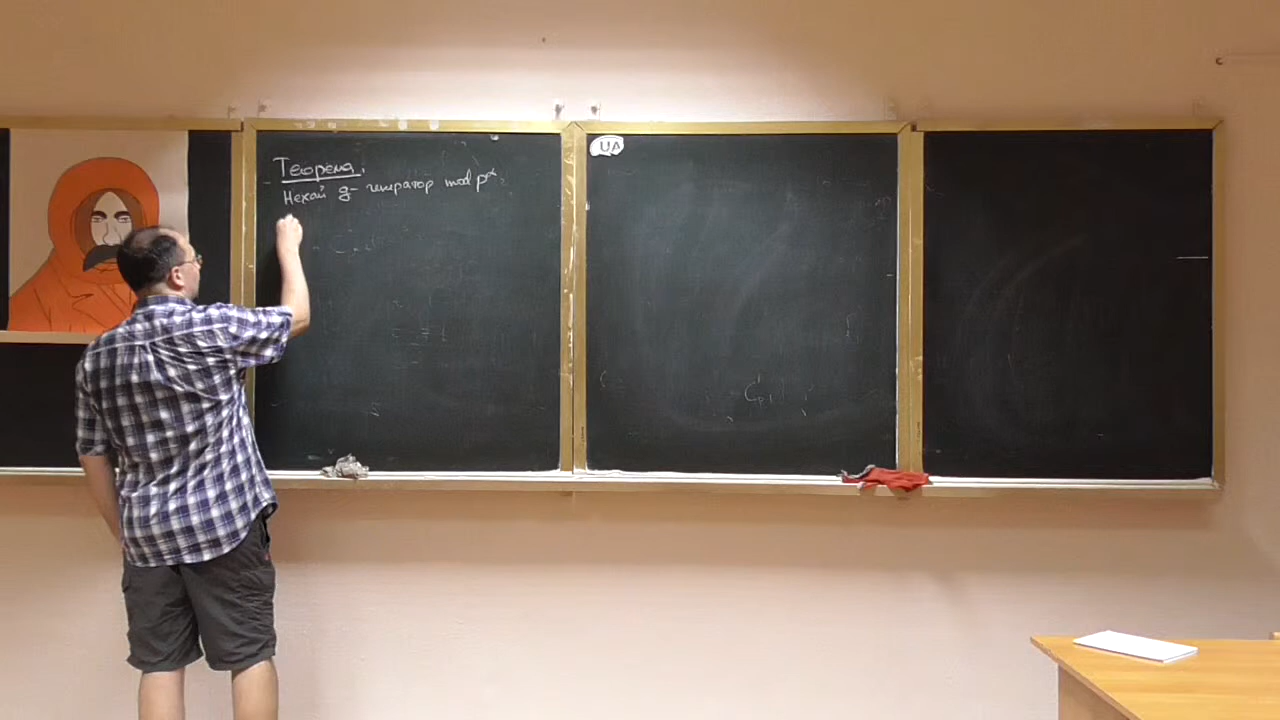 Теорема.
Нехай g – генератор mod p^α,
UA